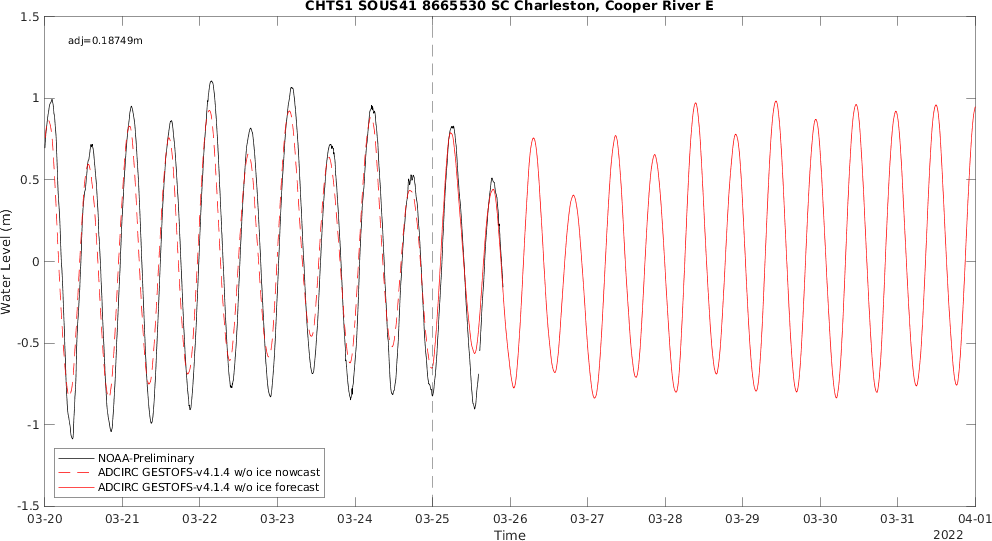 CHTS1 SOUS41 8665530 SC Charleston, Cooper River E
adj=0.18749m
1.5
1
0.5
0
-0.5
-1
-1.5
Water Level (m)
NOAA-Preliminary
ADCIRC GESTOFS-v4.1.4 w/o ice nowcast
ADCIRC GESTOFS-v4.1.4 w/o ice forecast
03-20 03-21 03-22 03-23 03-24 03-25 03-26 03-27 03-28 03-29 03-30 03-31 04-01
Time
2022